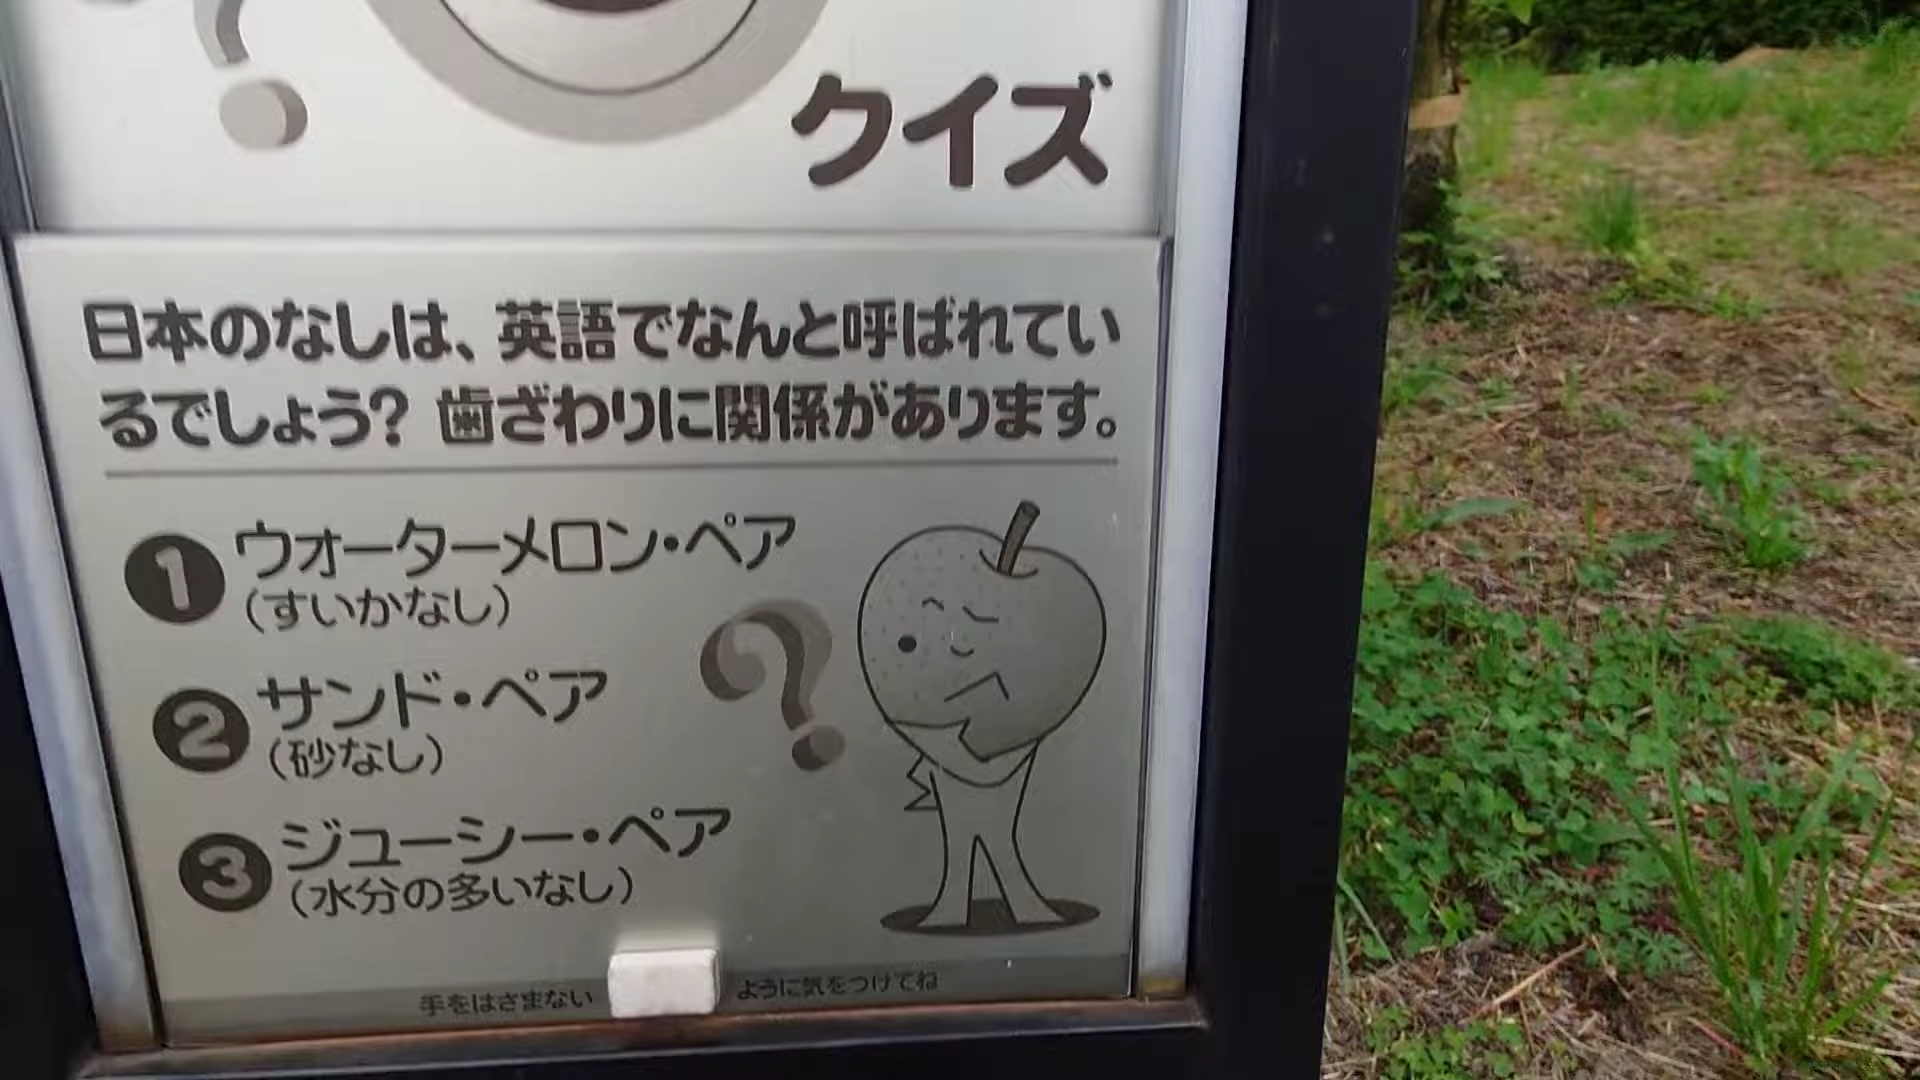 クイズ
日本のなしは、英語でなんと呼ばれてい
るでしょう? 歯ざわりに関係があります。
1 ウォーターメロン・ペア
(すいかなし)
2 サンド・ペア
(砂なし)
?
3 ジューシー・ペア
(水分の多いなし)
手をはさまない ように気をつけてね